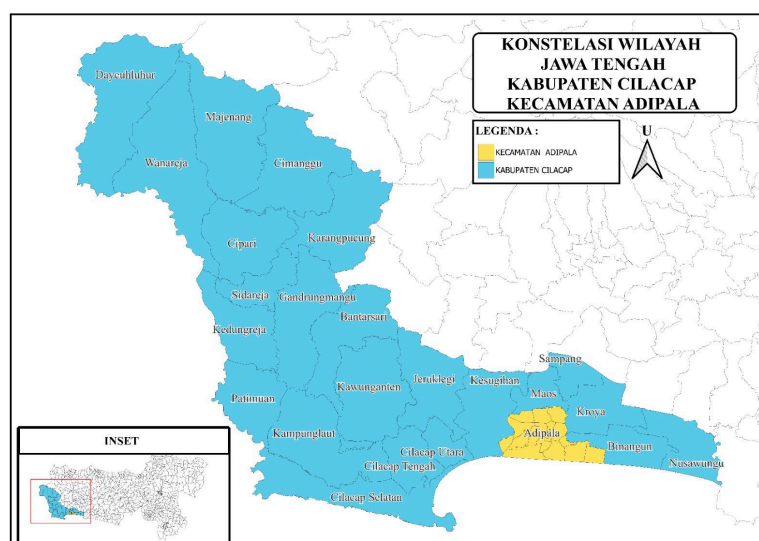 KONSTELASI WILAYAH
JAWA TENGAH
KABUPATEN CILACAP
KECAMATAN ADIPALA
LEGENDA :
KECAMATAN ADIPALA
KABUPATEN CILACAP
U
Dayeuhluhur
Majenang
Wanareja
Cimanggu
Cipari
Karangpucung
Sidareja
Gandrungmangu
Bantarsari
Kedungreja
Sampang
Jeruklegi
Kesugihan
Kawunganten
Maos
Patimuan
Kroya
Kampunglaut
Adipala
Binangun
Cilacap Utara
Nusawungu
Cilacap Tengah
Cilacap Selatan
INSET